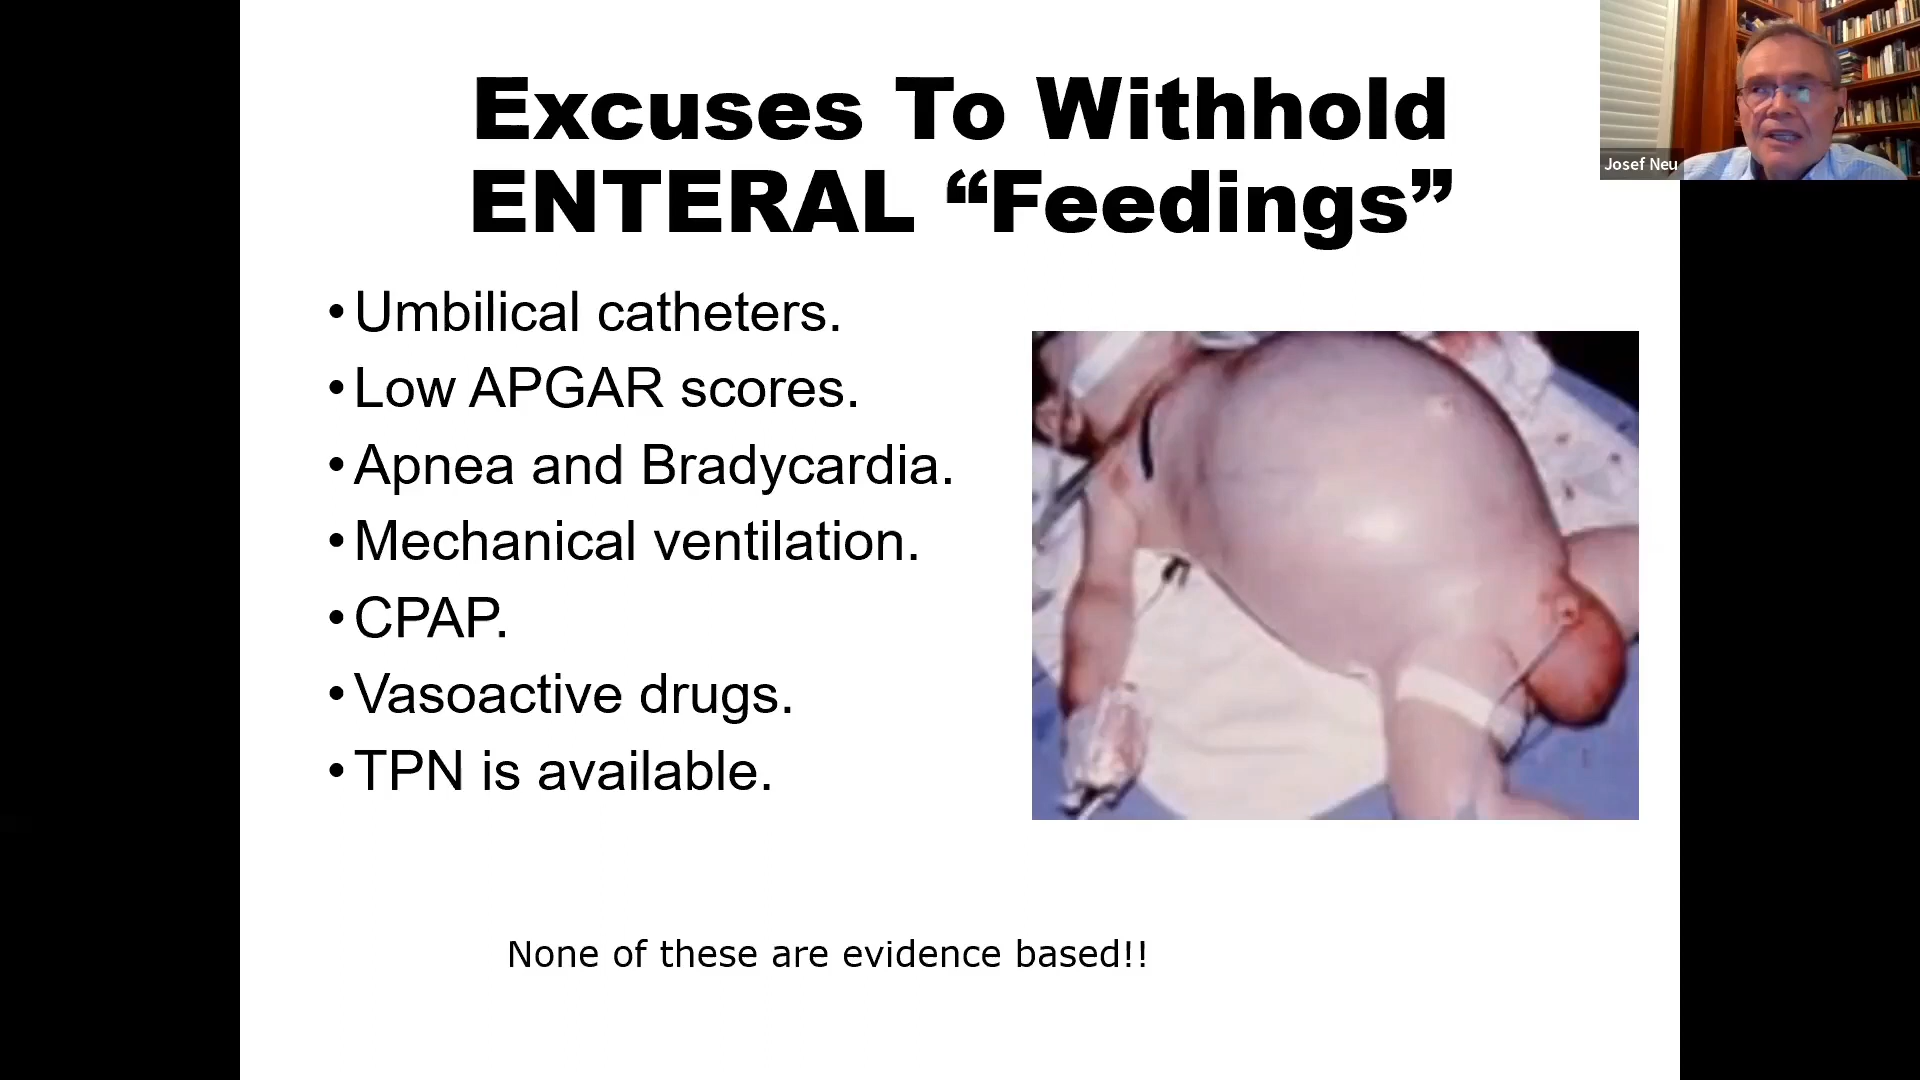 Excuses To Withhold
ENTERAL “Feedings”
•Umbilical catheters.
•Low APGAR scores.
•Apnea and Bradycardia.
•Mechanical ventilation.
•CPAP.
•Vasoactive drugs.
•TPN is available.
None of these are evidence based!!
Josef Neu